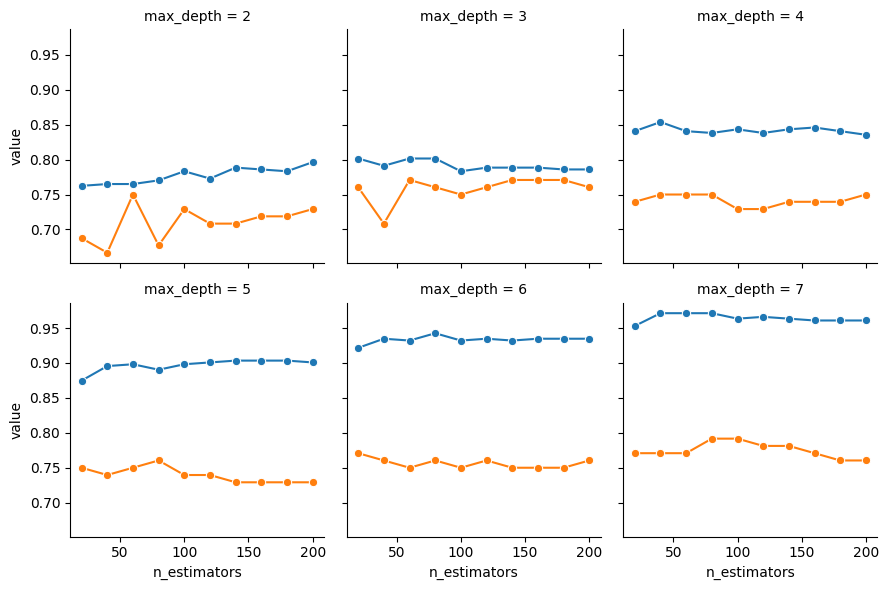 max_depth = 2
max_depth = 3
max_depth = 4
0.95
0.90
0.85
0.80
0.75
0.70
value
max_depth = 5
max_depth = 6
max_depth = 7
0.95
0.90
0.85
0.80
0.75
0.70
value
50 100 150 200
50 100 150 200
50 100 150 200
n_estimators
n_estimators
n_estimators